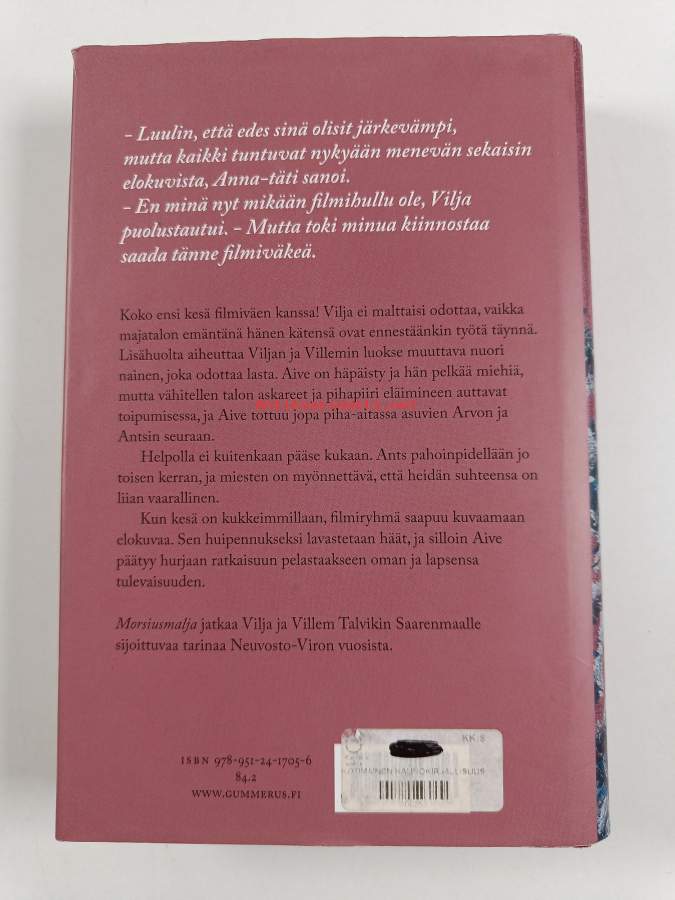 - Luulin, että edes sinä olisit järkevämpi,
mutta kaikki tuntuvat nykyään menevän sekaisin
elokuvista, Anna-täti sanoi.
- En minä nyt mikään filmihullu ole, Vilja
puolustautui. - Mutta toki minua kiinnostaa
saada tänne filmiväkeä.
Koko ensi kesä filmiväen kanssa! Vilja ei malttaisi odottaa, vaikka
majatalon emäntänä hänen kätensä ovat ennestäänkin työtä täynnä.
Lisähuolta aiheuttaa Viljan ja Villemin luokse muuttava nuori
nainen, joka odottaa lasta. Aive on häpäisty ja hän pelkää miehiä,
mutta vähitellen talon askareet ja pihapiiri eläimineen auttavat
toipumisessa, ja Aive tottuu jopa piha-aitassa asuvien Arvon ja
Antsin seuraan.
Helpolla ei kuitenkaan pääse kukaan. Ants pahoinpidellään jo
toisen kerran, ja miesten on myönnettävä, että heidän suhteensa on
liian vaarallinen.
Kun kesä on kukkeimmillaan, filmiryhmä saapuu kuvaamaan
elokuvaa. Sen huipennukseksi lavastetaan häät, ja silloin Aive
päätyy hurjaan ratkaisuun pelastaakseen oman ja lapsensa
tulevaisuuden.
Morsiusmalja jatkaa Vilja ja Villem Talvikin Saarenmaalle
sijoittuvaa tarinaa Neuvosto-Viron vuosista.
ISBN 978-951-24-1705-6
84.2
WWW.GUMMERUS.FI
KK:8
KOTIMAINEN KAUNOKIRJALLISUUS